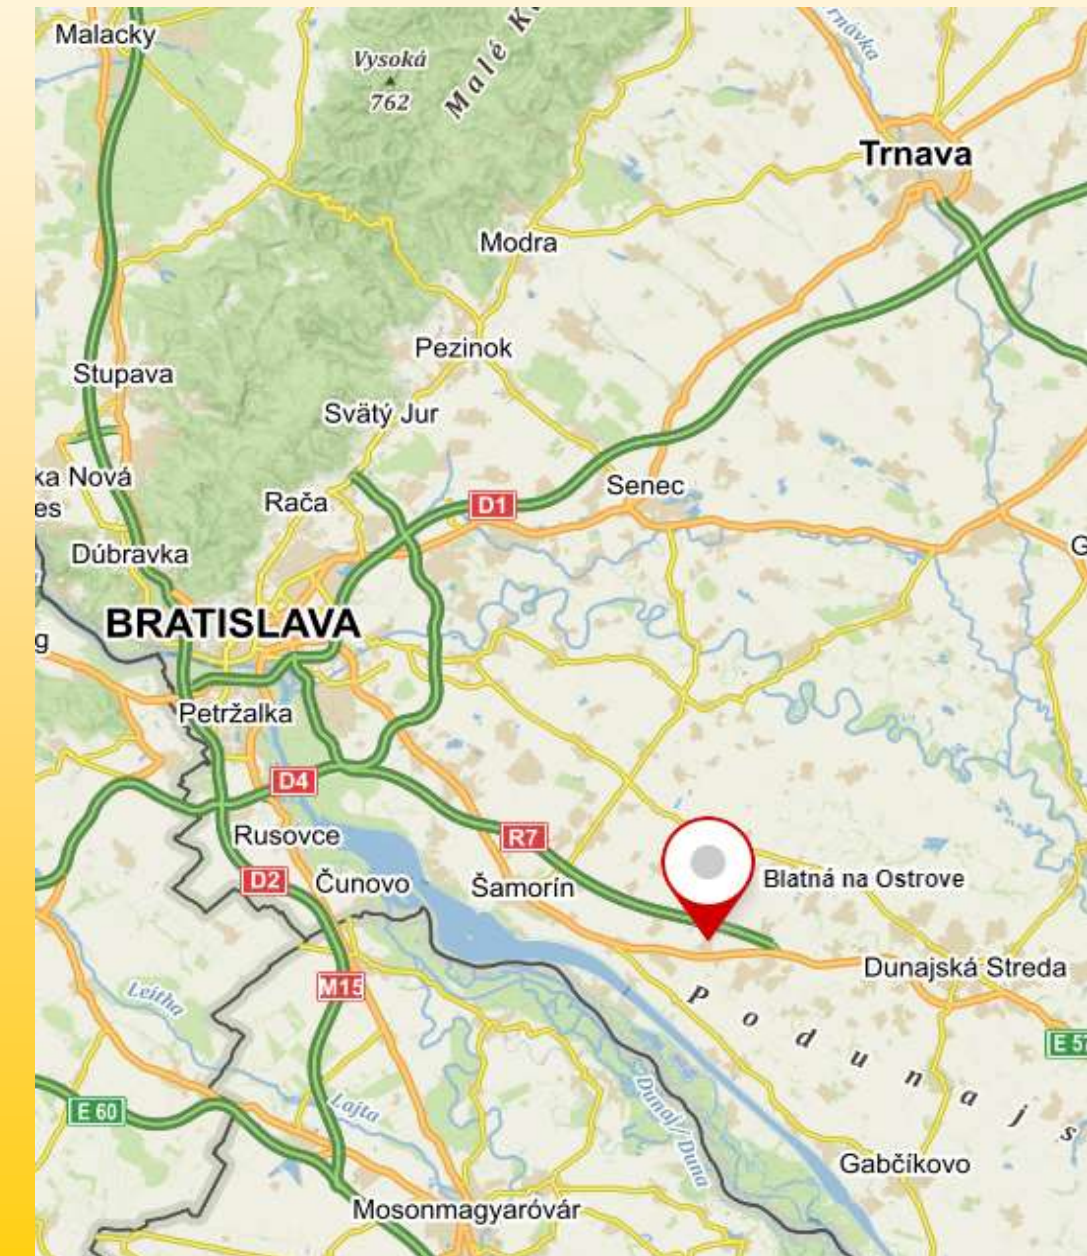 Malacky
Vysoká
762
Trnava
Modra
Pezinok
Stupava
Svätý Jur
ka Nová
es
Rača
D1
Senec
Dúbravka
G
BRATISLAVA
g
Petržalka
D4
Rusovce
R7
D2
Čunovo
Šamorín
Blatná na Ostrove
Dunajská Streda
M15
Leitha
Podunajs
E 57
E 60
Lajta
Dunaj / Duna
Gabčíkovo
Mosonmagyaróvár
Malé K
rnávka